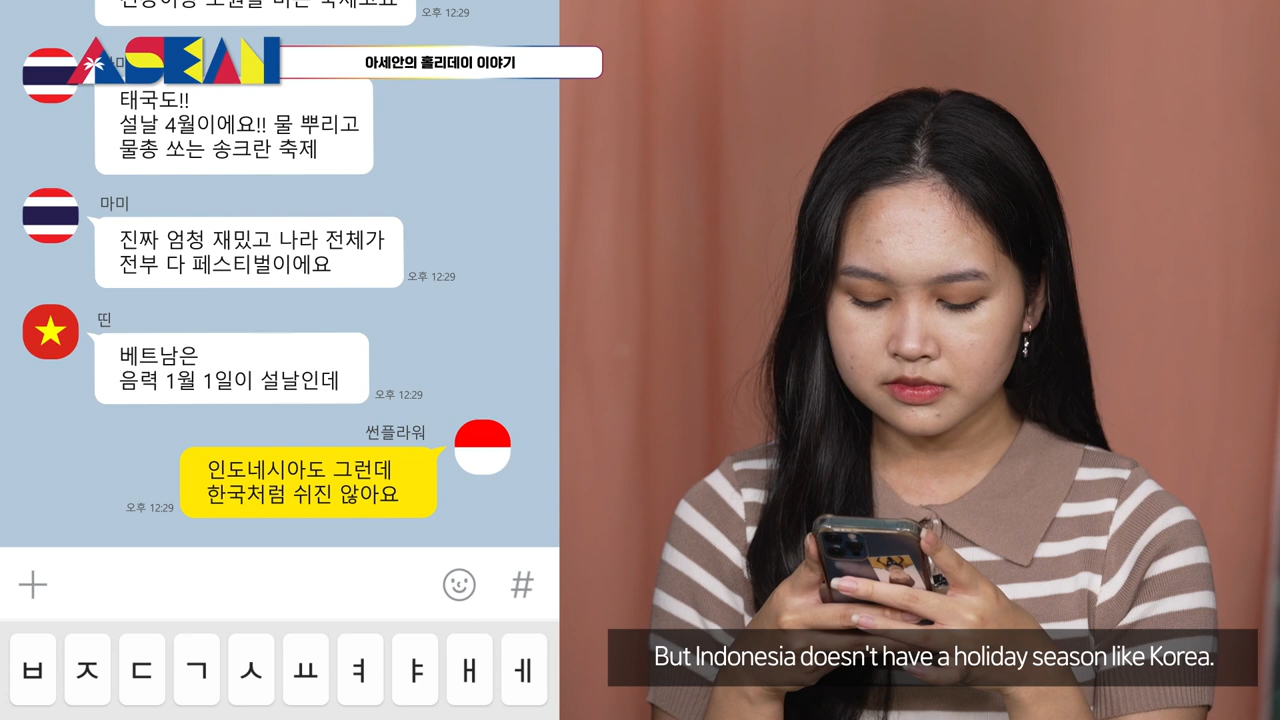 오후 12:29
ASEAN
아세안의 홀리데이 이야기
태국도!!
설날 4월이에요!! 물 뿌리고
물총 쏘는 송크란 축제
마미
진짜 엄청 재밌고 나라 전체가
전부 다 페스티벌이에요
오후 12:29
띤
베트남은
음력 1월 1일이 설날인데
오후 12:29
썬플라워
인도네시아도 그런데
한국처럼 쉬진 않아요
오후 12:29
#
ㅂ ㅈ ㄷ ㄱ ㅅ ㅛ ㅕ ㅑ ㅐ ㅔ
But Indonesia doesn't have a holiday season like Korea.